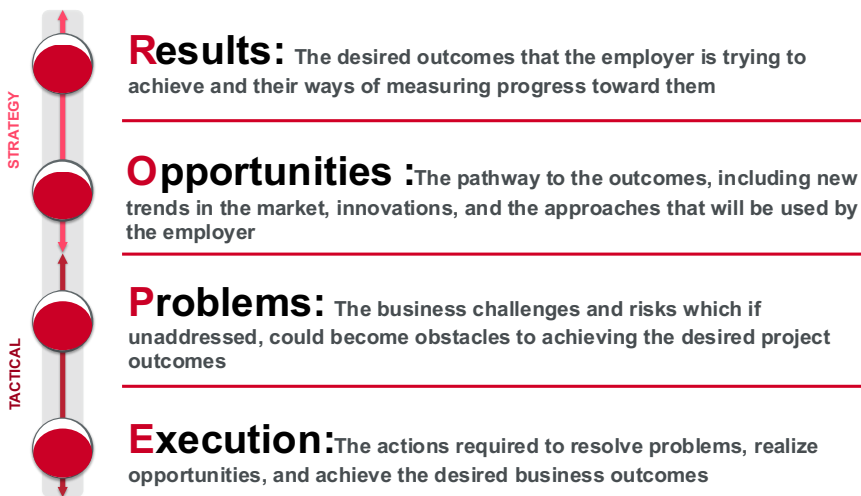 STRATEGY
Results: The desired outcomes that the employer is trying to
achieve and their ways of measuring progress toward them
Opportunities :The pathway to the outcomes, including new
trends in the market, innovations, and the approaches that will be used by
the employer
TACTICAL
Problems: The business challenges and risks which if
unaddressed, could become obstacles to achieving the desired project
outcomes
Execution:The actions required to resolve problems, realize
opportunities, and achieve the desired business outcomes